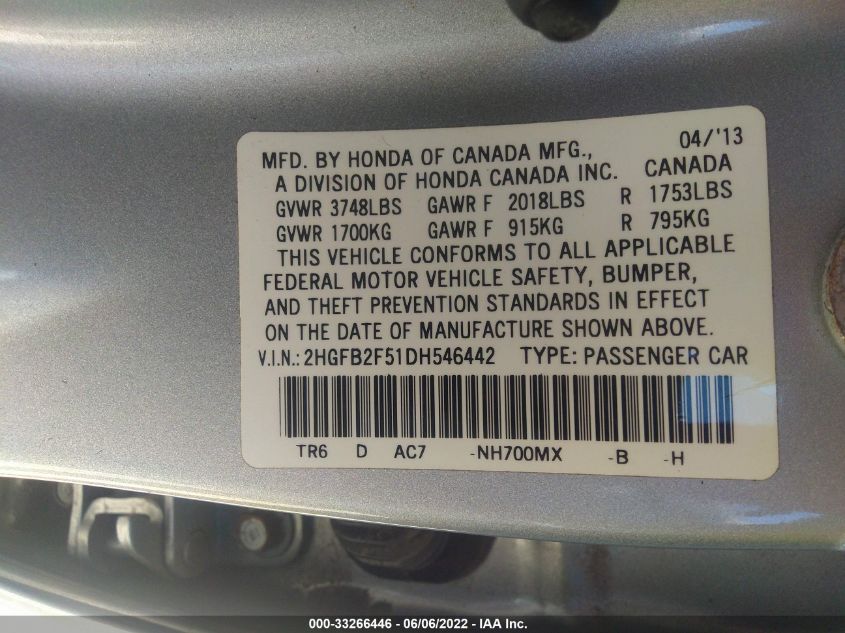 04/'13
MFD. BY HONDA OF CANADA MFG.,
A DIVISION OF HONDA CANADA INC. CANADA
GVWR 3748LBS GAWR F 2018LBS R 1753LBS
GVWR 1700KG GAWR F 915KG R 795KG
THIS VEHICLE CONFORMS TO ALL APPLICABLE
FEDERAL MOTOR VEHICLE SAFETY, BUMPER,
AND THEFT PREVENTION STANDARDS IN EFFECT
ON THE DATE OF MANUFACTURE SHOWN ABOVE.
V.I.N.: 2HGFB2F51DH546442 TYPE: PASSENGER CAR
TR6 D AC7 -NH700MX -B -H
000-33266446 - 06/06/2022 - IAA Inc.